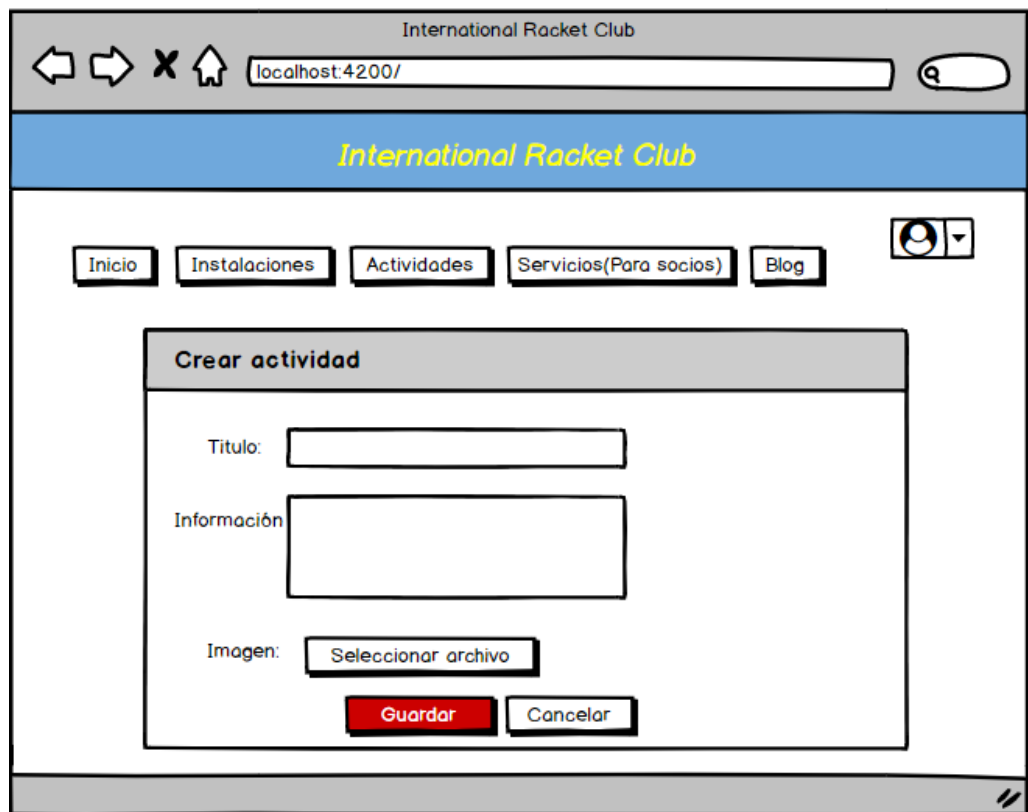 International Racket Club
localhost:4200/
International Racket Club
Inicio Instalaciones Actividades Servicios(Para socios) Blog
Crear actividad
Titulo:
Información
Imagen: Seleccionar archivo
Guardar Cancelar